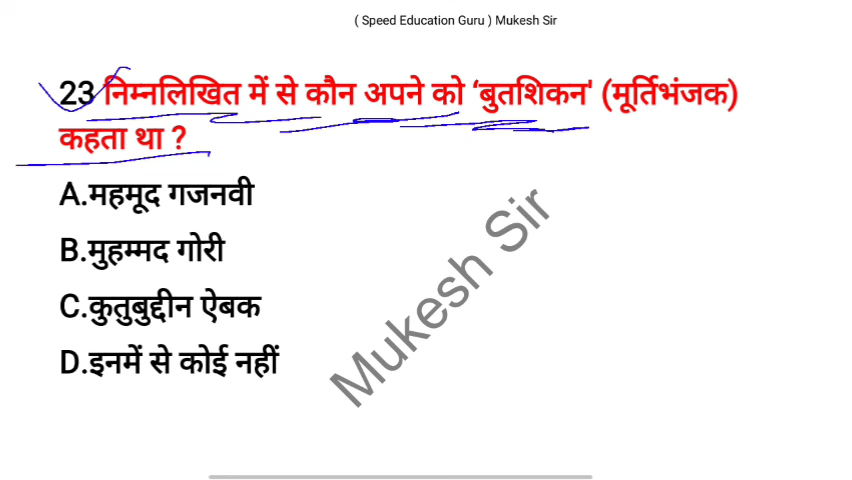 ( Speed Education Guru ) Mukesh Sir
23 निम्नलिखित में से कौन अपने को ‘बुतशिकन' (मूर्तिभंजक)
कहता था ?
A.महमूद गजनवी
B.मुहम्मद गोरी
C.कुतुबुद्दीन ऐबक
D.इनमें से कोई नहीं
Mukesh Sir